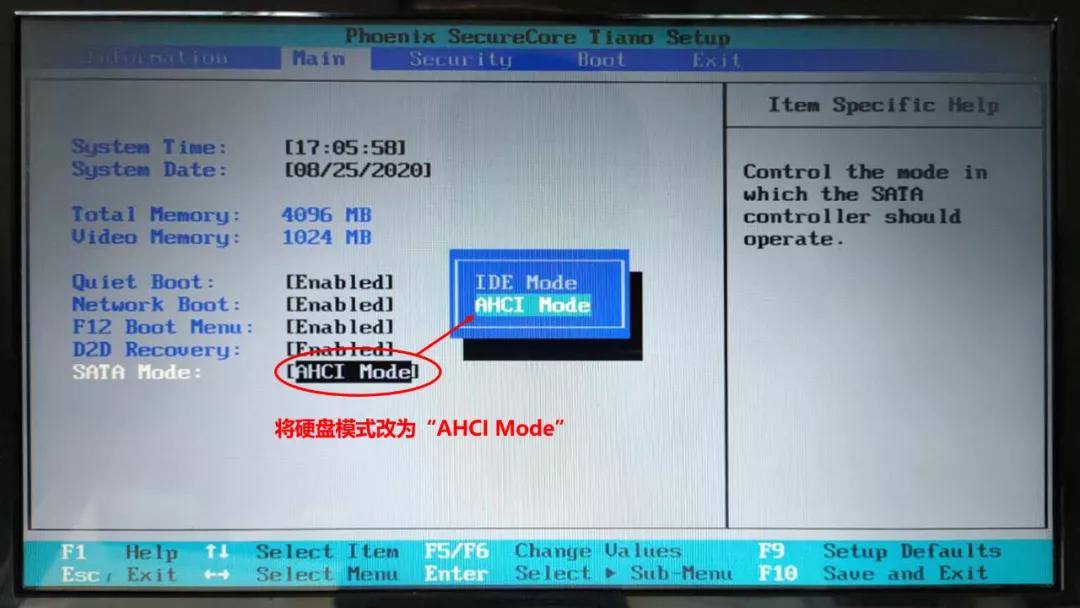 Phoenix SecureCore Tiano Setup
Information Main Security Boot Exit
Item Specific Help
System Time: [17:05:58]
System Date: [08/25/2020]
Total Memory: 4096 MB
Video Memory: 1024 MB
Quiet Boot: [Enabled]
Network Boot: [Enabled]
F12 Boot Menu: [Enabled]
D2D Recovery: [Enabled]
SATA Mode: [AHCI Mode]
IDE Mode
AHCI Mode
将硬盘模式改为“AHCI Mode”
Control the mode in
which the SATA
controller should
operate.
F1 Help ↑↓ Select Item F5/F6 Change Values F9 Setup Defaults
Esc Exit ←→ Select Menu Enter Select ▶ Sub-Menu F10 Save and Exit